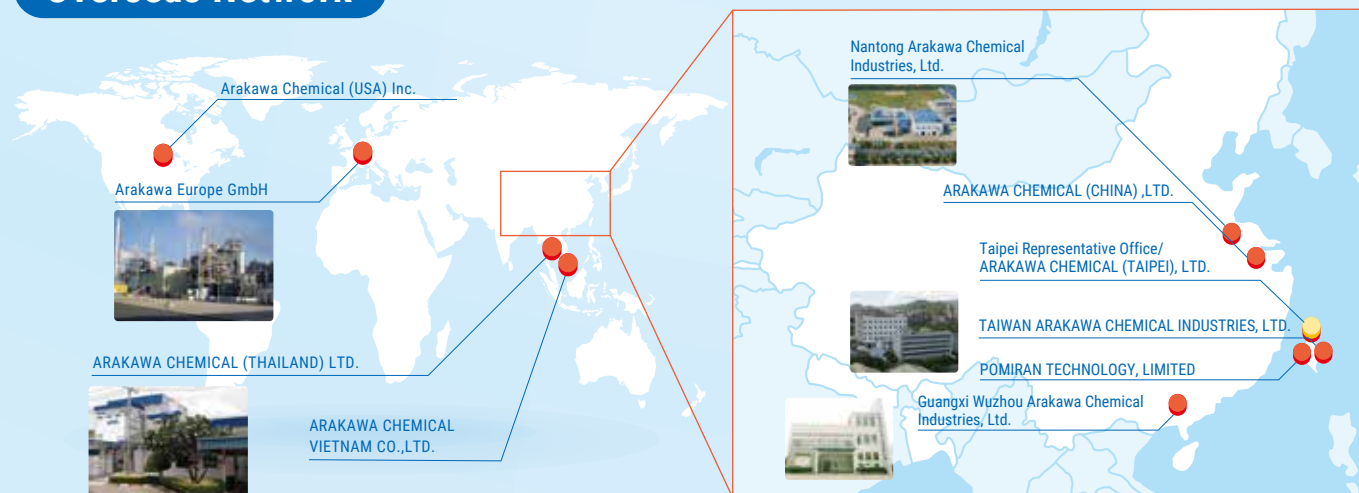 Overseas Network
Arakawa Chemical (USA) Inc.
Arakawa Europe GmbH
ARAKAWA CHEMICAL (THAILAND) LTD.
ARAKAWA CHEMICAL
VIETNAM CO.,LTD.
Nantong Arakawa Chemical
Industries, Ltd.
ARAKAWA CHEMICAL (CHINA) ,LTD.
Taipei Representative Office/
ARAKAWA CHEMICAL (TAIPEI), LTD.
TAIWAN ARAKAWA CHEMICAL INDUSTRIES, LTD.
POMIRAN TECHNOLOGY, LIMITED
Guangxi Wuzhou Arakawa Chemical
Industries, Ltd.